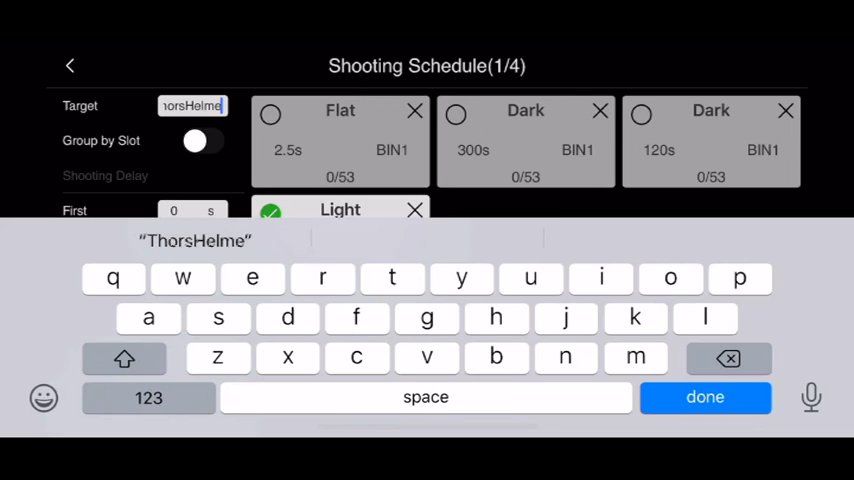 Shooting Schedule(1/4)
Target
horsHelme
Flat
Dark
Dark
Group by Slot
2.5s
BIN1
300s
BIN1
120s
BIN1
Shooting Delay
0/53
0/53
0/53
First
0 s
Light
“ThorsHelme”
q w e r t y u i o p
a s d f g h j k l
z x c v b n m
123
space
done